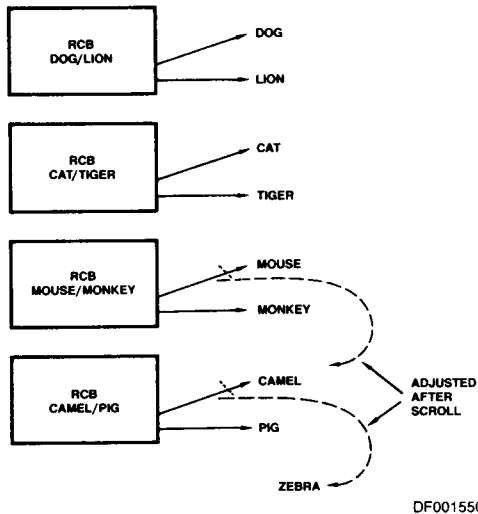 RCB
DOG/LION
DOG
LION
RCB
CAT/TIGER
CAT
TIGER
RCB
MOUSE/MONKEY
MOUSE
MONKEY
RCB
CAMEL/PIG
CAMEL
PIG
ZEBRA
ADJUSTED
AFTER
SCROLL